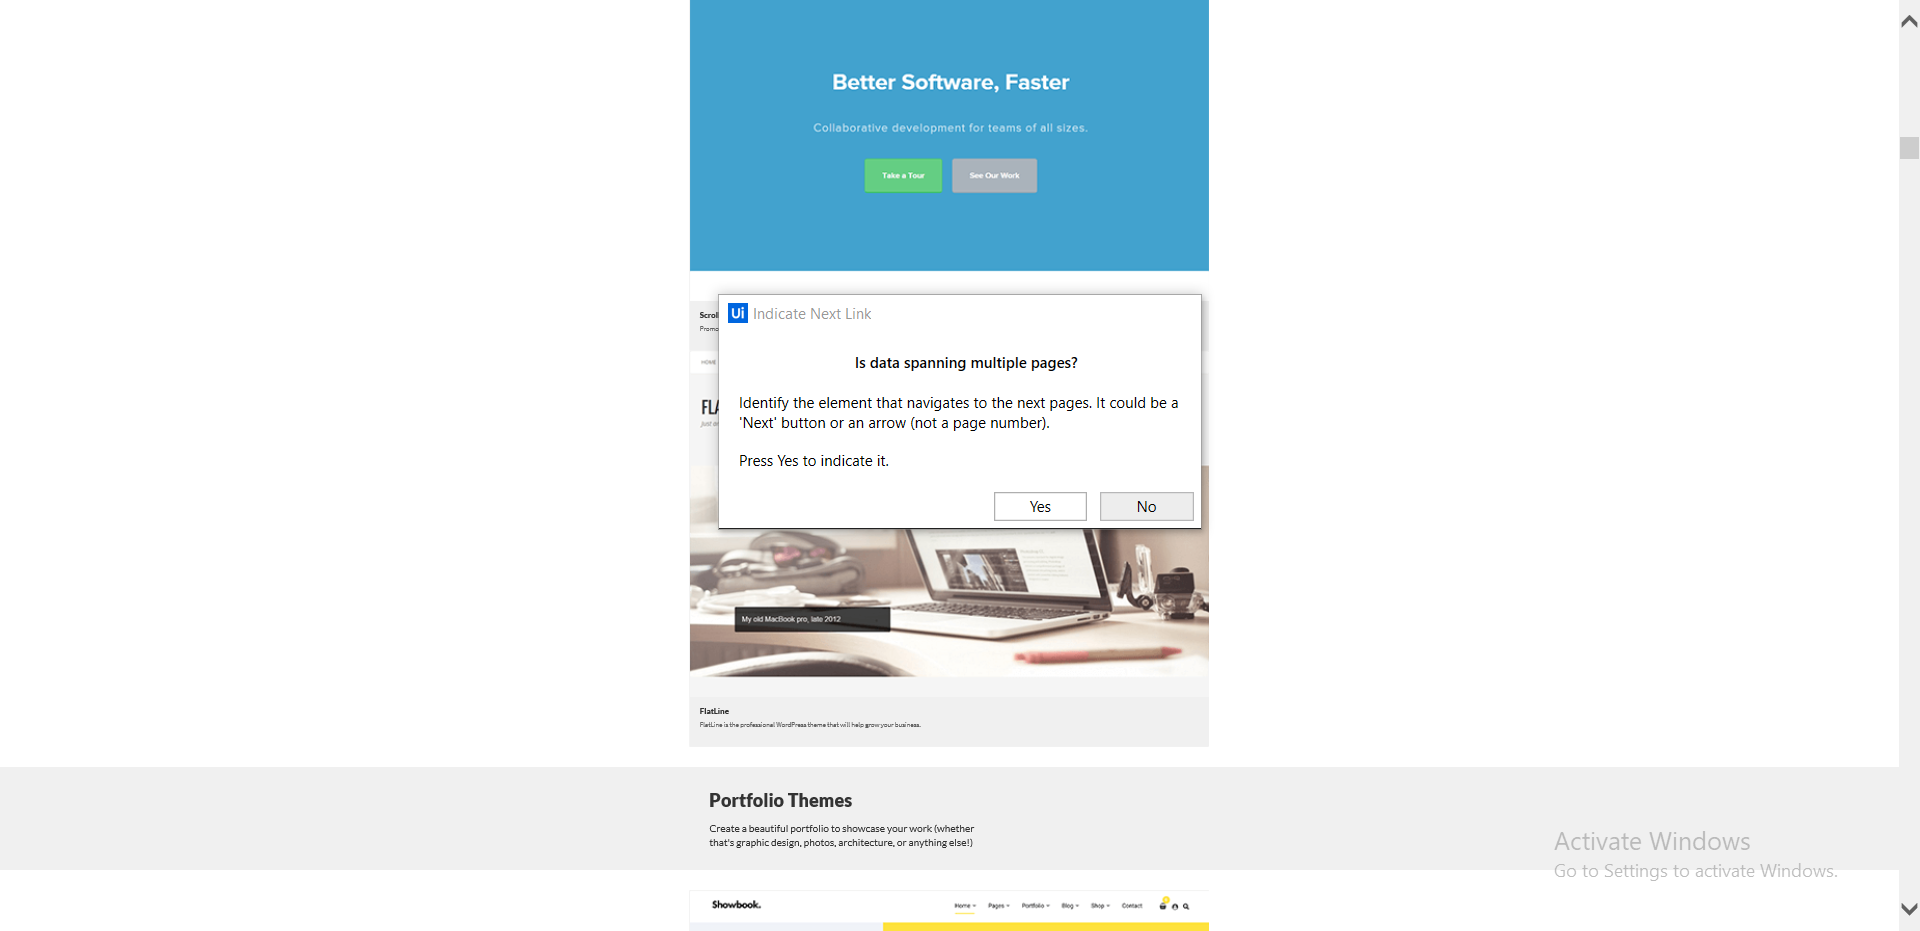 Better Software, Faster
Collaborative development for teams of all sizes.
Take a Tour
See Our Work
Scroll
Promo
HOME
Ui Indicate Next Link
Is data spanning multiple pages?
Identify the element that navigates to the next pages. It could be a
'Next' button or an arrow (not a page number).
Press Yes to indicate it.
Yes
No
My old MacBook pro, late 2012
FlatLine
FlatLine is the professional WordPress theme that will help grow your business.
Portfolio Themes
Create a beautiful portfolio to showcase your work (whether
that's graphic design, photos, architecture, or anything else!)
Activate Windows
Go to Settings to activate Windows.
Showbook.
Home
Pages
Portfolio
Blog
Shop
Contact